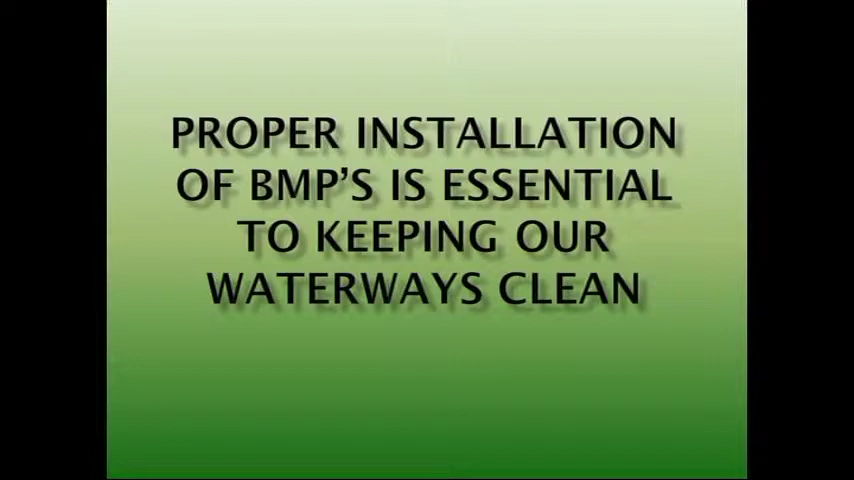 PROPER INSTALLATION
OF BMP’S IS ESSENTIAL
TO KEEPING OUR
WATERWAYS CLEAN